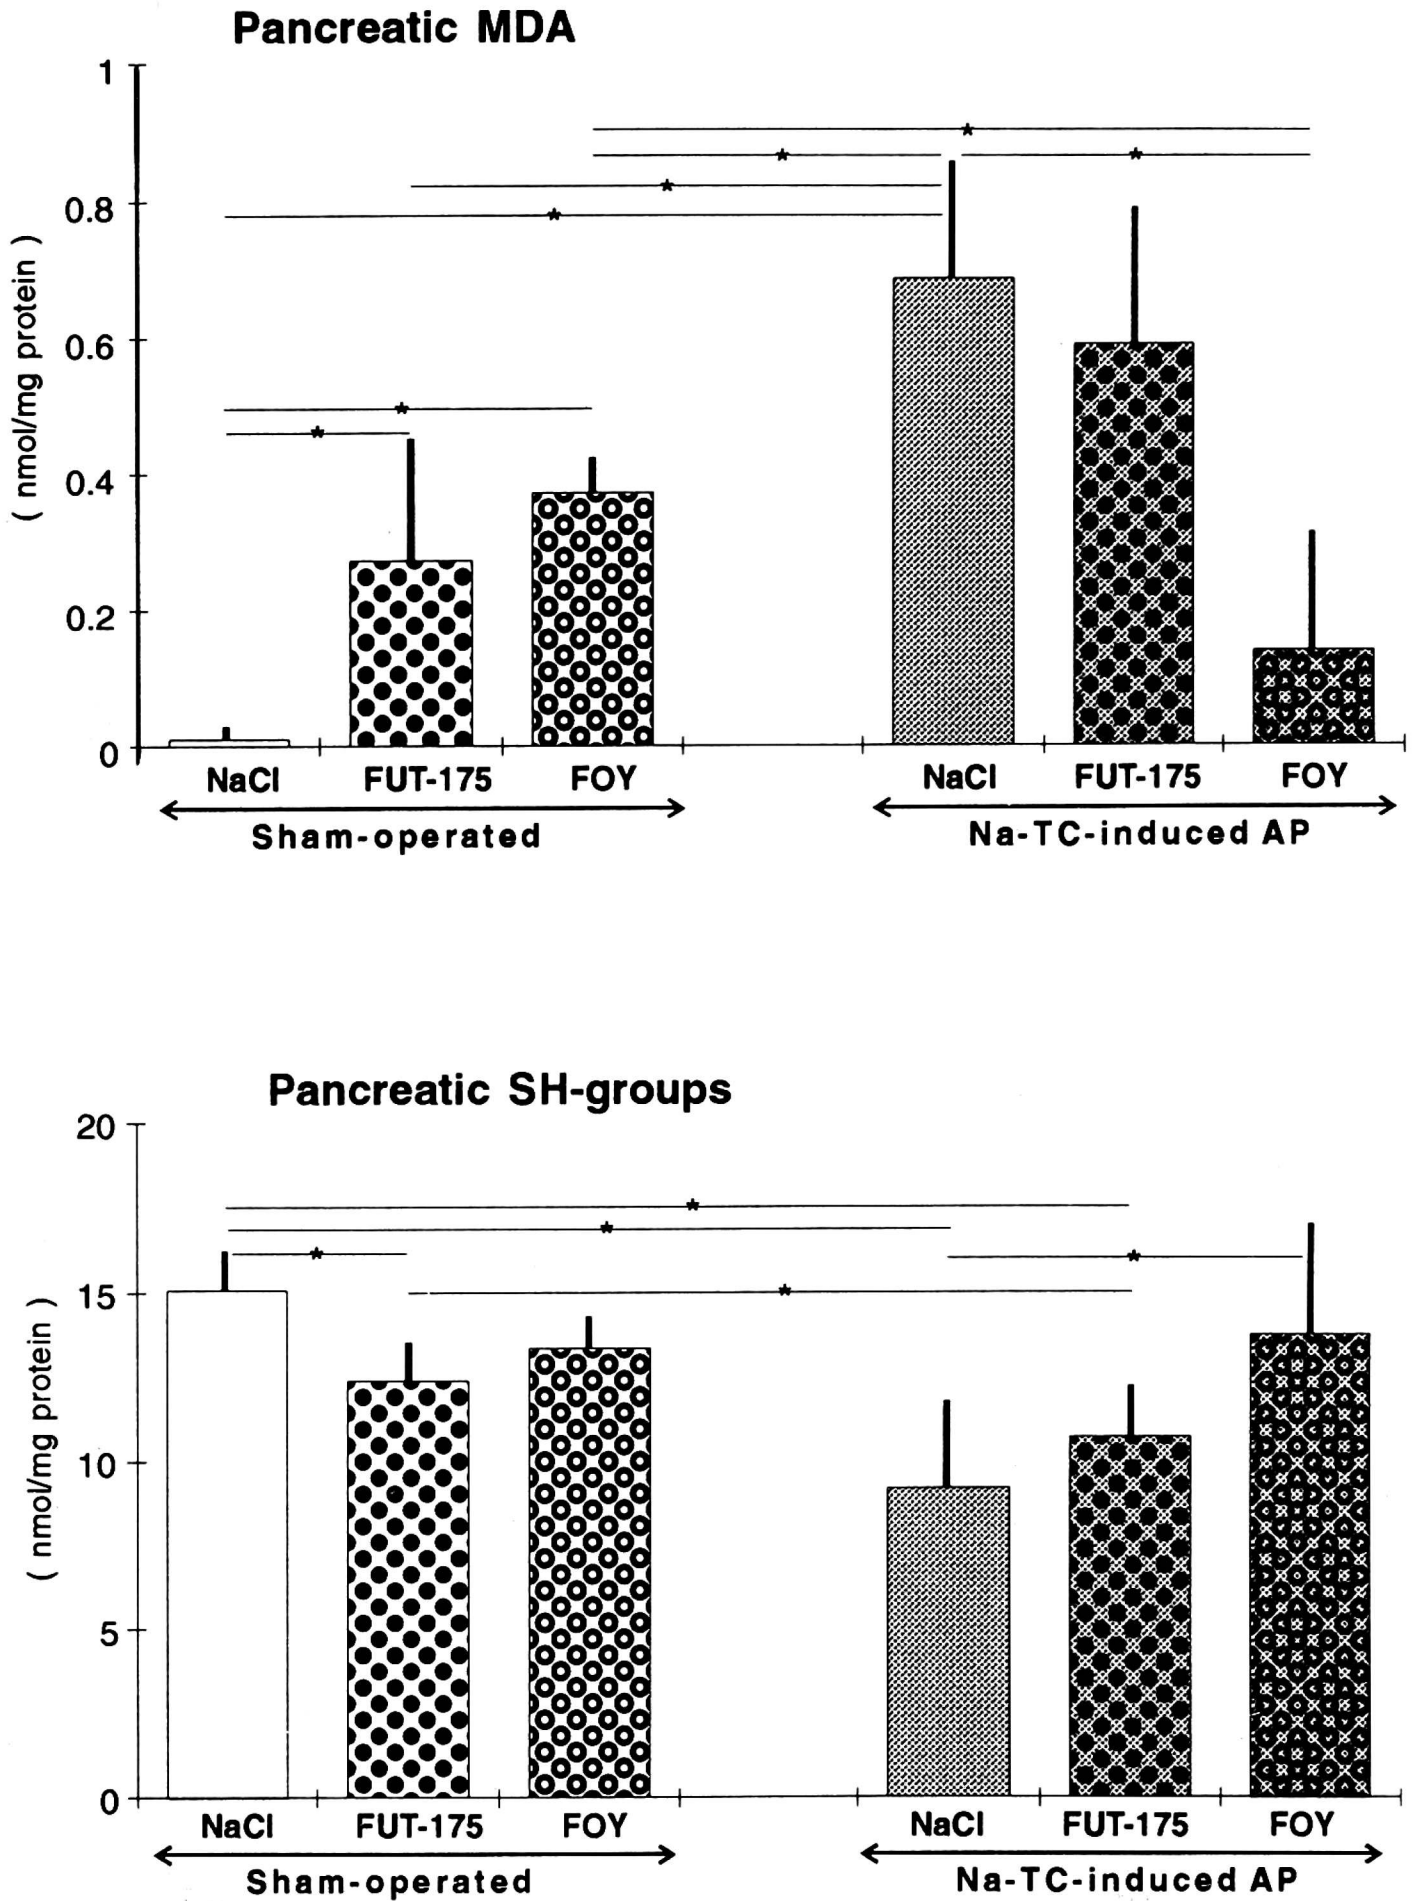 Pancreatic MDA
( nmol/mg protein )
1
0.8
0.6
0.4
0.2
0
* 
* *
*
*
*
*
NaCl FUT-175 FOY NaCl FUT-175 FOY
Sham-operated Na-TC-induced AP
Pancreatic SH-groups
( nmol/mg protein )
20
15
10
5
0
*
*
* *
*
NaCl FUT-175 FOY NaCl FUT-175 FOY
Sham-operated Na-TC-induced AP